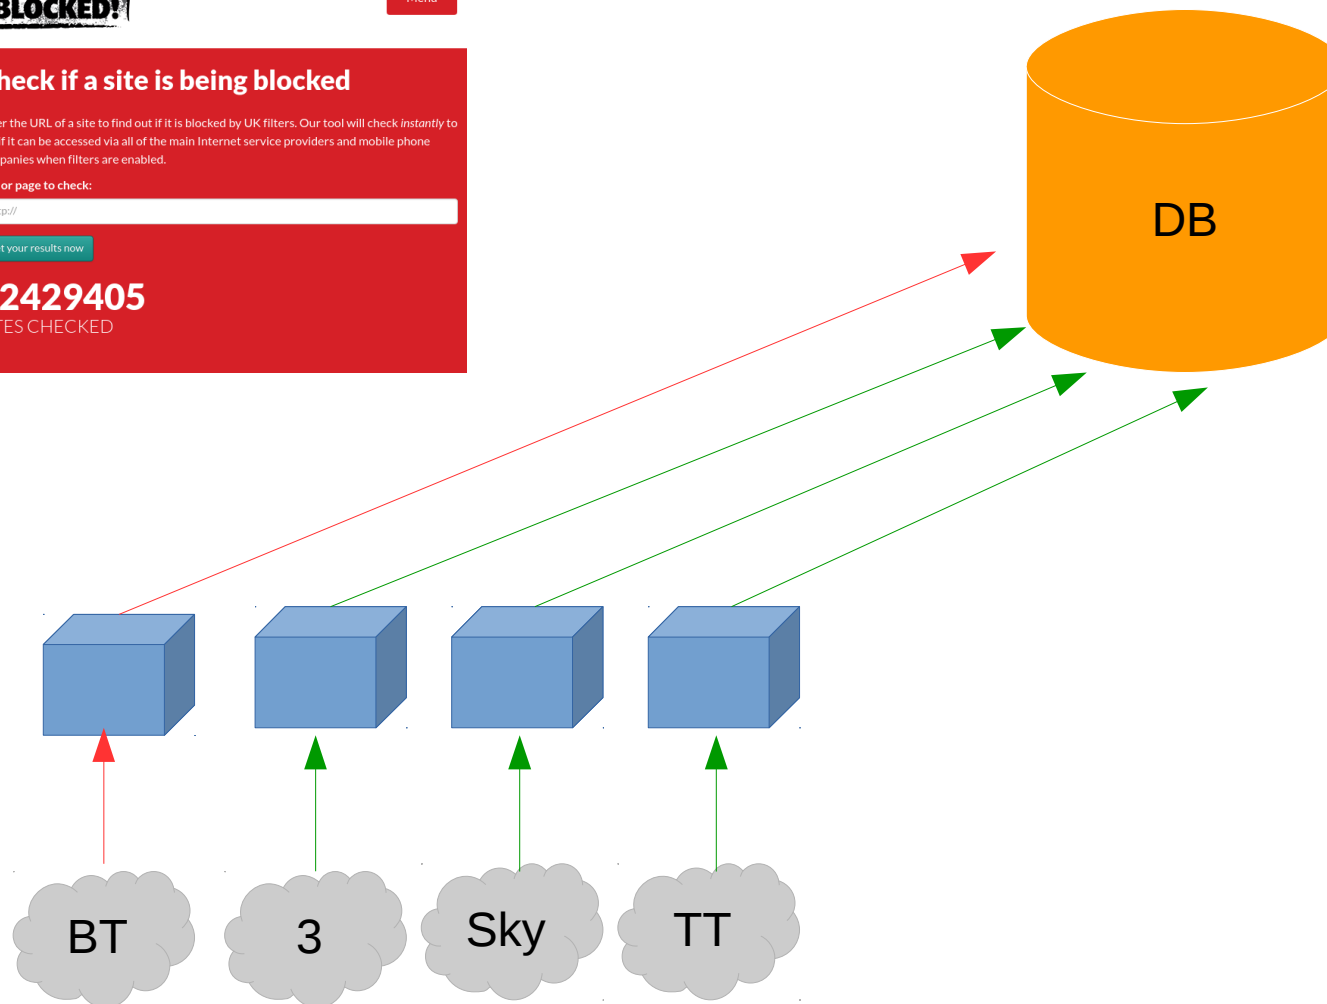 BLOCKED!
Menu
heck if a site is being blocked
er the URL of a site to find out if it is blocked by UK filters. Our tool will check instantly to
if it can be accessed via all of the main Internet service providers and mobile phone
panies when filters are enabled.
or page to check:
tp://
t your results now
2429405
TES CHECKED
DB
BT
3
Sky
TT